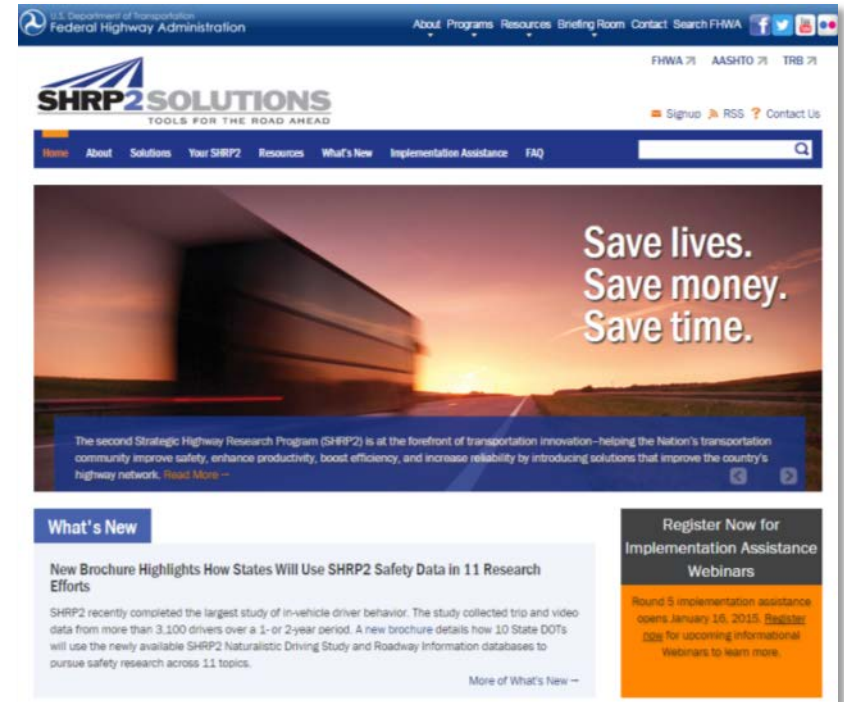 U.S. Department of Transportation
Federal Highway Administration
About Programs Resources Briefing Room Contact Search FHWA
FHWA AASHTO TRB
SHRP2 SOLUTIONS
TOOLS FOR THE ROAD AHEAD
Signup RSS ? Contact Us
Home About Solutions Your SHRP2 Resources What's New Implementation Assistance FAQ
Save lives.
Save money.
Save time.
The second Strategic Highway Research Program (SHRP2) is at the forefront of transportation innovation–helping the Nation's transportation
community improve safety, enhance productivity, boost efficiency, and increase reliability by introducing solutions that improve the country's
highway network. Read More
What's New
New Brochure Highlights How States Will Use SHRP2 Safety Data in 11 Research
Efforts
SHRP2 recently completed the largest study of in-vehicle driver behavior. The study collected trip and video
data from more than 3,100 drivers over a 1- or 2-year period. A new brochure details how 10 State DOTs
will use the newly available SHRP2 Naturalistic Driving Study and Roadway Information databases to
pursue safety research across 11 topics.
More of What's New
Register Now for
Implementation Assistance
Webinars
Round 5 implementation assistance
opens January 16, 2015. Register
now for upcoming informational
Webinars to learn more.